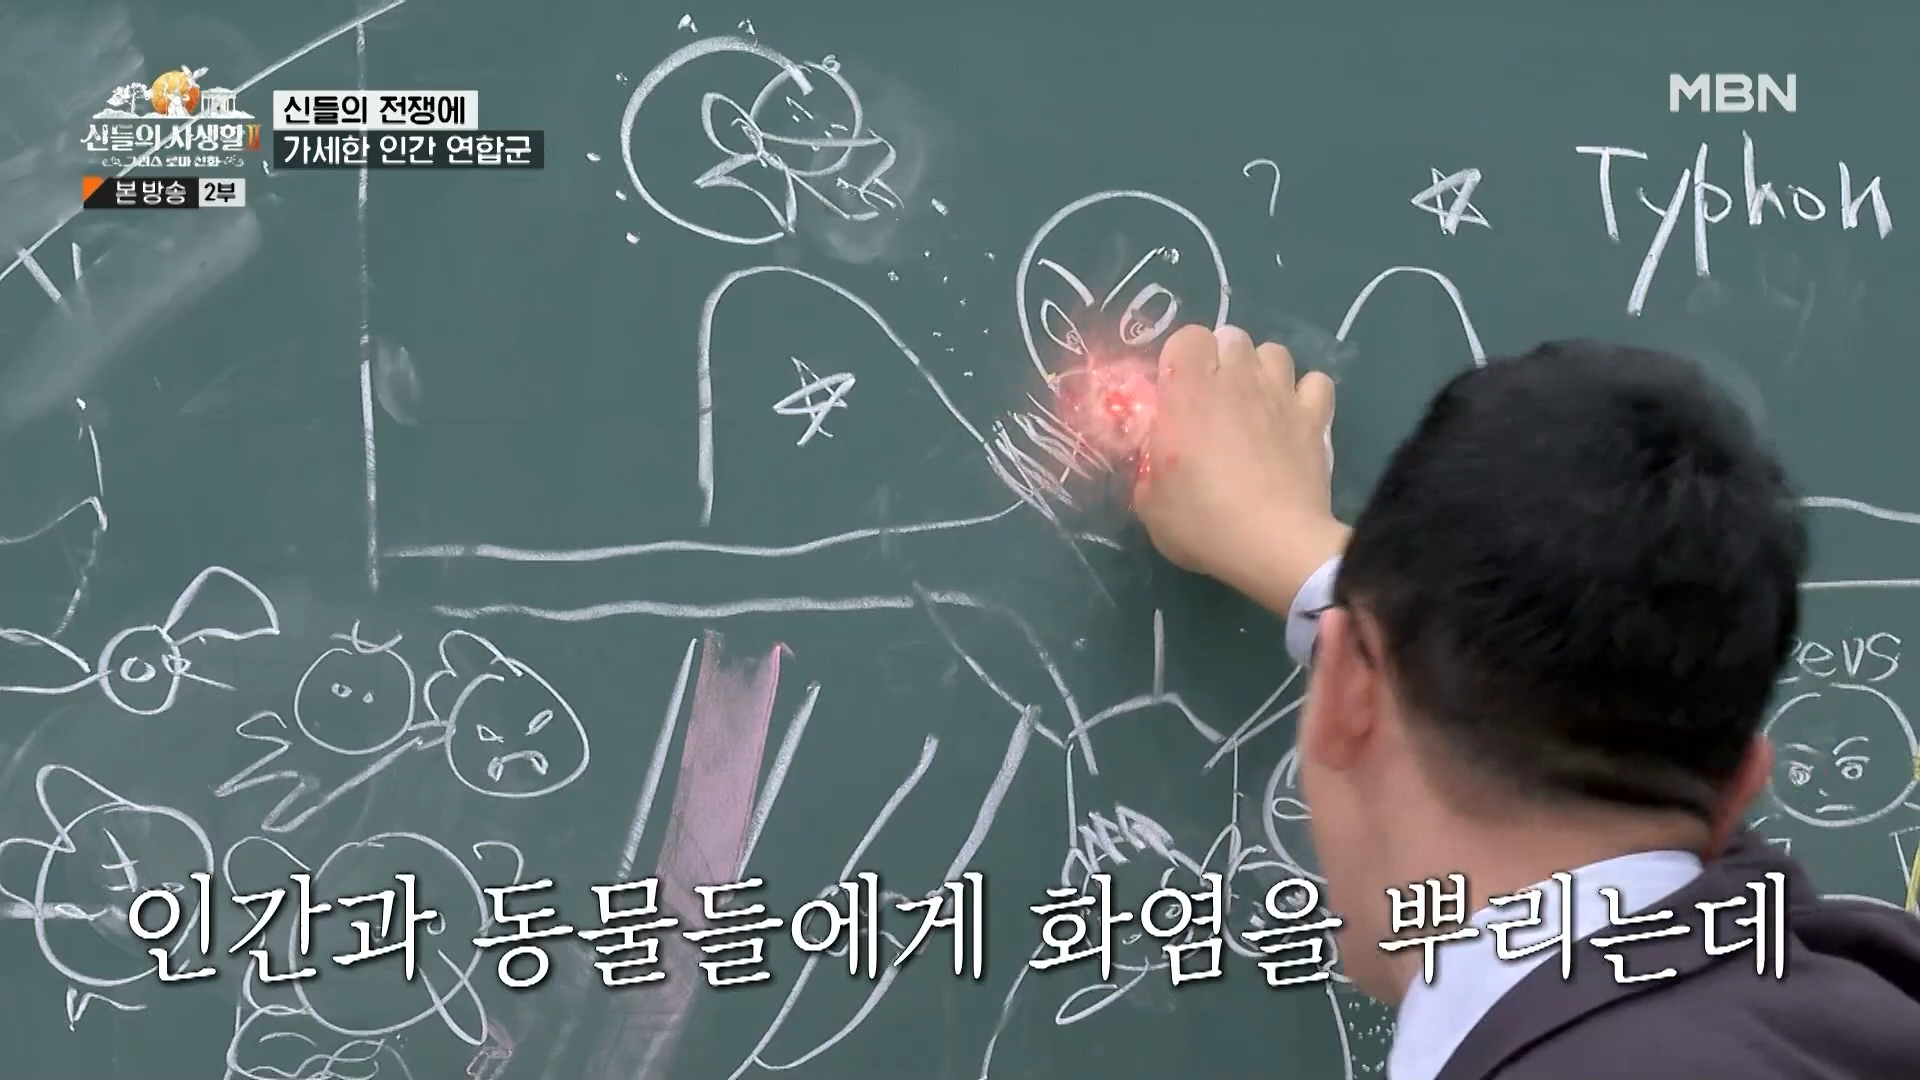 신들의 사생활 II
그리스 로마 신화
본 방송 2부
신들의 전쟁에
가세한 인간 연합군
MBN
?
Typhon
인간과 동물들에게 화염을 뿌리는데